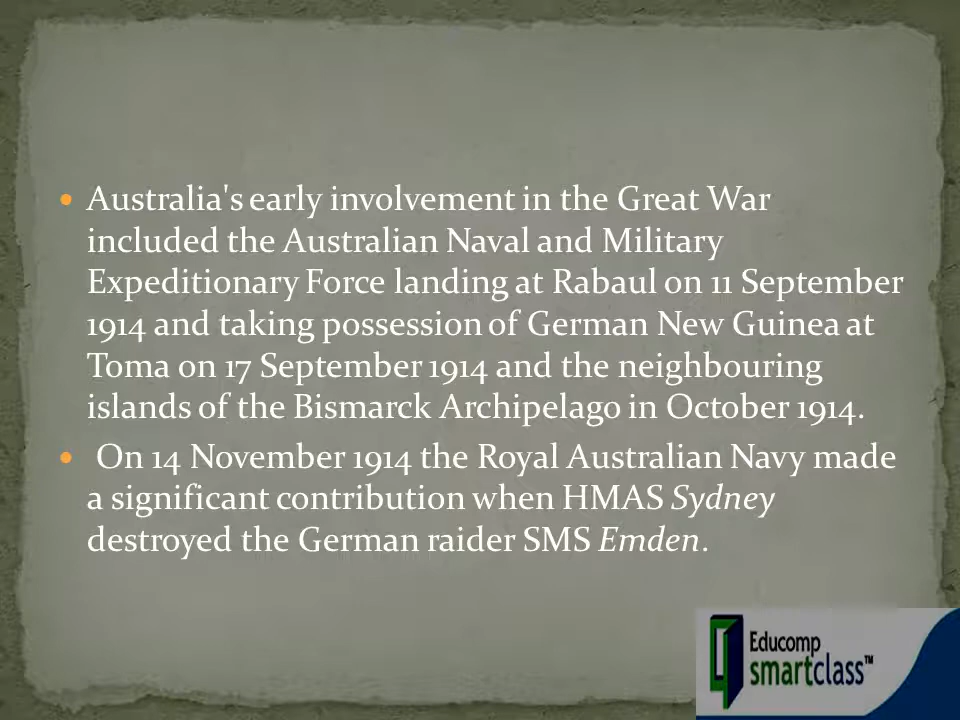 Australia's early involvement in the Great War
included the Australian Naval and Military
Expeditionary Force landing at Rabaul on 11 September
1914 and taking possession of German New Guinea at
Toma on 17 September 1914 and the neighbouring
islands of the Bismarck Archipelago in October 1914.
On 14 November 1914 the Royal Australian Navy made
a significant contribution when HMAS Sydney
destroyed the German raider SMS Emden.
Educomp
smartclass™